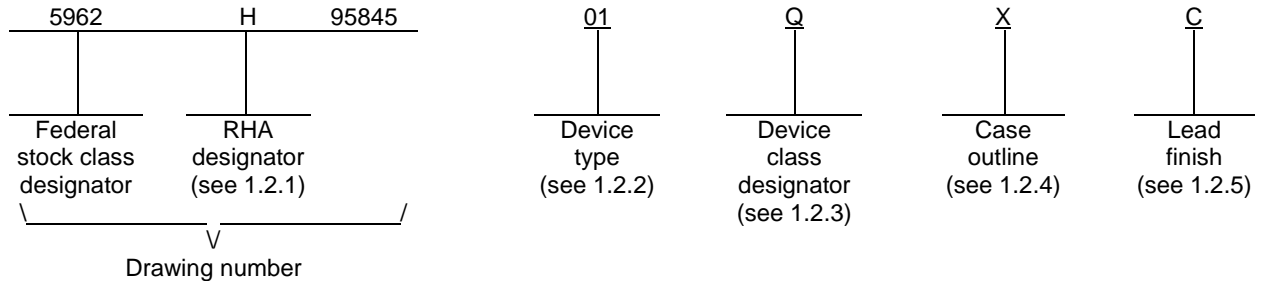 5962 H 95845 01 Q X C
Federal stock class designator
RHA designator (see 1.2.1)
Device type (see 1.2.2)
Device class designator (see 1.2.3)
Case outline (see 1.2.4)
Lead finish (see 1.2.5)
Drawing number